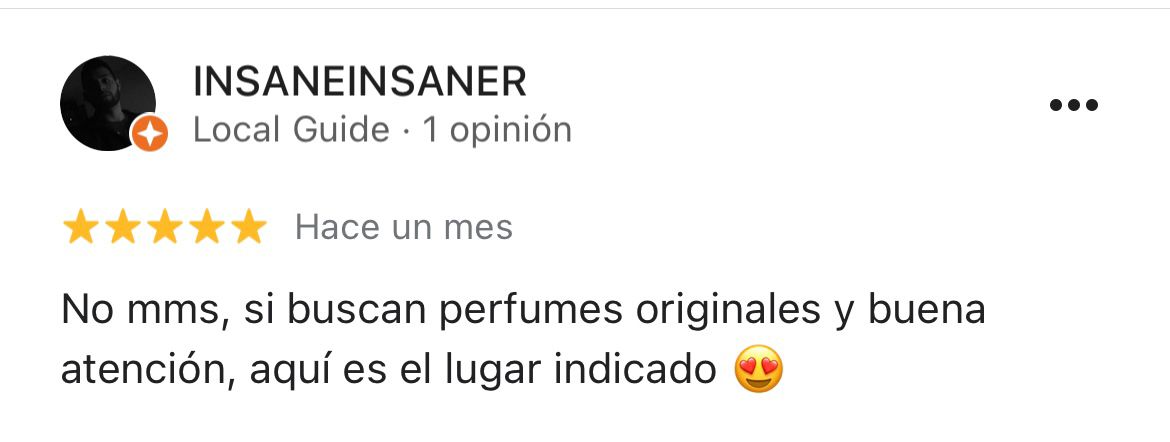 INSANEINSANER
Local Guide · 1 opinión
Hace un mes
No mms, si buscan perfumes originales y buena
atención, aquí es el lugar indicado 😍